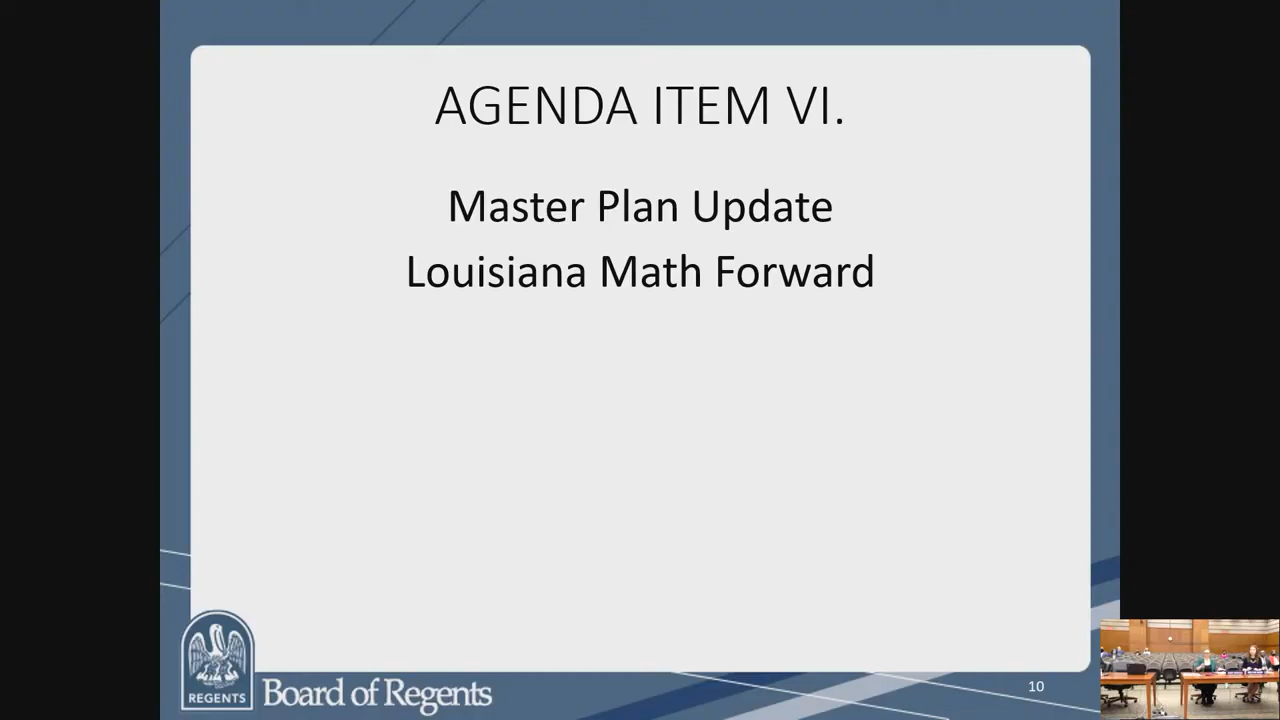 AGENDA ITEM VI.
Master Plan Update
Louisiana Math Forward
REGENTS
Board of Regents
10